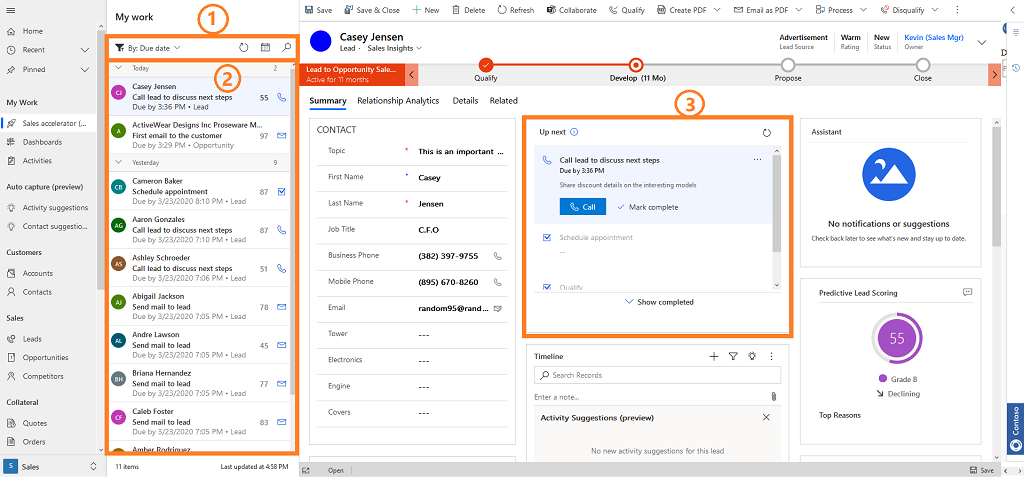 Home
Recent
Pinned
My Work
Sales accelerator (...
Dashboards
Activities
Auto capture (preview)
Activity suggestions
Contact suggestio...
Customers
Accounts
Contacts
Sales
Leads
Opportunities
Competitors
Collateral
Quotes
Orders
S Sales
My work
1
By: Due date
2
Today 2
CJ Casey Jensen
Call lead to discuss next steps 55
Due by 3:36 PM • Lead
A ActiveWear Designs Inc Proseware M...
First email to the customer 97
Due by 3:29 PM • Opportunity
Yesterday 9
CB Cameron Baker
Schedule appointment 87
Due by 3/23/2020 8:10 PM • Lead
AG Aaron Gonzales
Call lead to discuss next steps 87
Due by 3/23/2020 7:10 PM • Lead
AS Ashley Schroeder
Call lead to discuss next steps 51
Due by 3/23/2020 7:06 PM • Lead
AJ Abigail Jackson
Send mail to lead 78
Due by 3/23/2020 7:05 PM • Lead
AL Andre Lawson
Send mail to lead 45
Due by 3/23/2020 7:05 PM • Lead
BH Briana Hernandez
Send mail to lead 77
Due by 3/23/2020 7:05 PM • Lead
CF Caleb Foster
Send mail to lead 83
Due by 3/23/2020 7:05 PM • Lead
Amber Rodriguez
11 items Last updated at 4:58 PM
Save Save & Close New Delete Refresh Collaborate Qualify Create PDF Email as PDF Process Disqualify
Casey Jensen
Lead · Sales Insights
Advertisement
Lead Source
Warm
Rating
New
Status
Kevin (Sales Mgr)
Owner
Lead to Opportunity Sale...
Active for 11 months
Qualify
Develop (11 Mo)
Propose
Close
Summary Relationship Analytics Details Related
CONTACT
Topic * This is an important ...
First Name * Casey
Last Name * Jensen
Job Title C.F.O
Business Phone (382) 397-9755
Mobile Phone (895) 670-8260
Email random95@rand...
Tower ---
Electronics ---
Engine ---
Covers ---
3
Up next
Call lead to discuss next steps
Due by 3:36 PM
Share discount details on the interesting models
Call Mark complete
Schedule appointment
--
Qualify
Show completed
Timeline
Search Records
Enter a note...
Activity Suggestions (preview)
No new activity suggestions for this lead
Assistant
No notifications or suggestions
Check back later to see what's new and stay up to date.
Predictive Lead Scoring
55
Grade B
Declining
Top Reasons
Open Save
D
F
Contoso